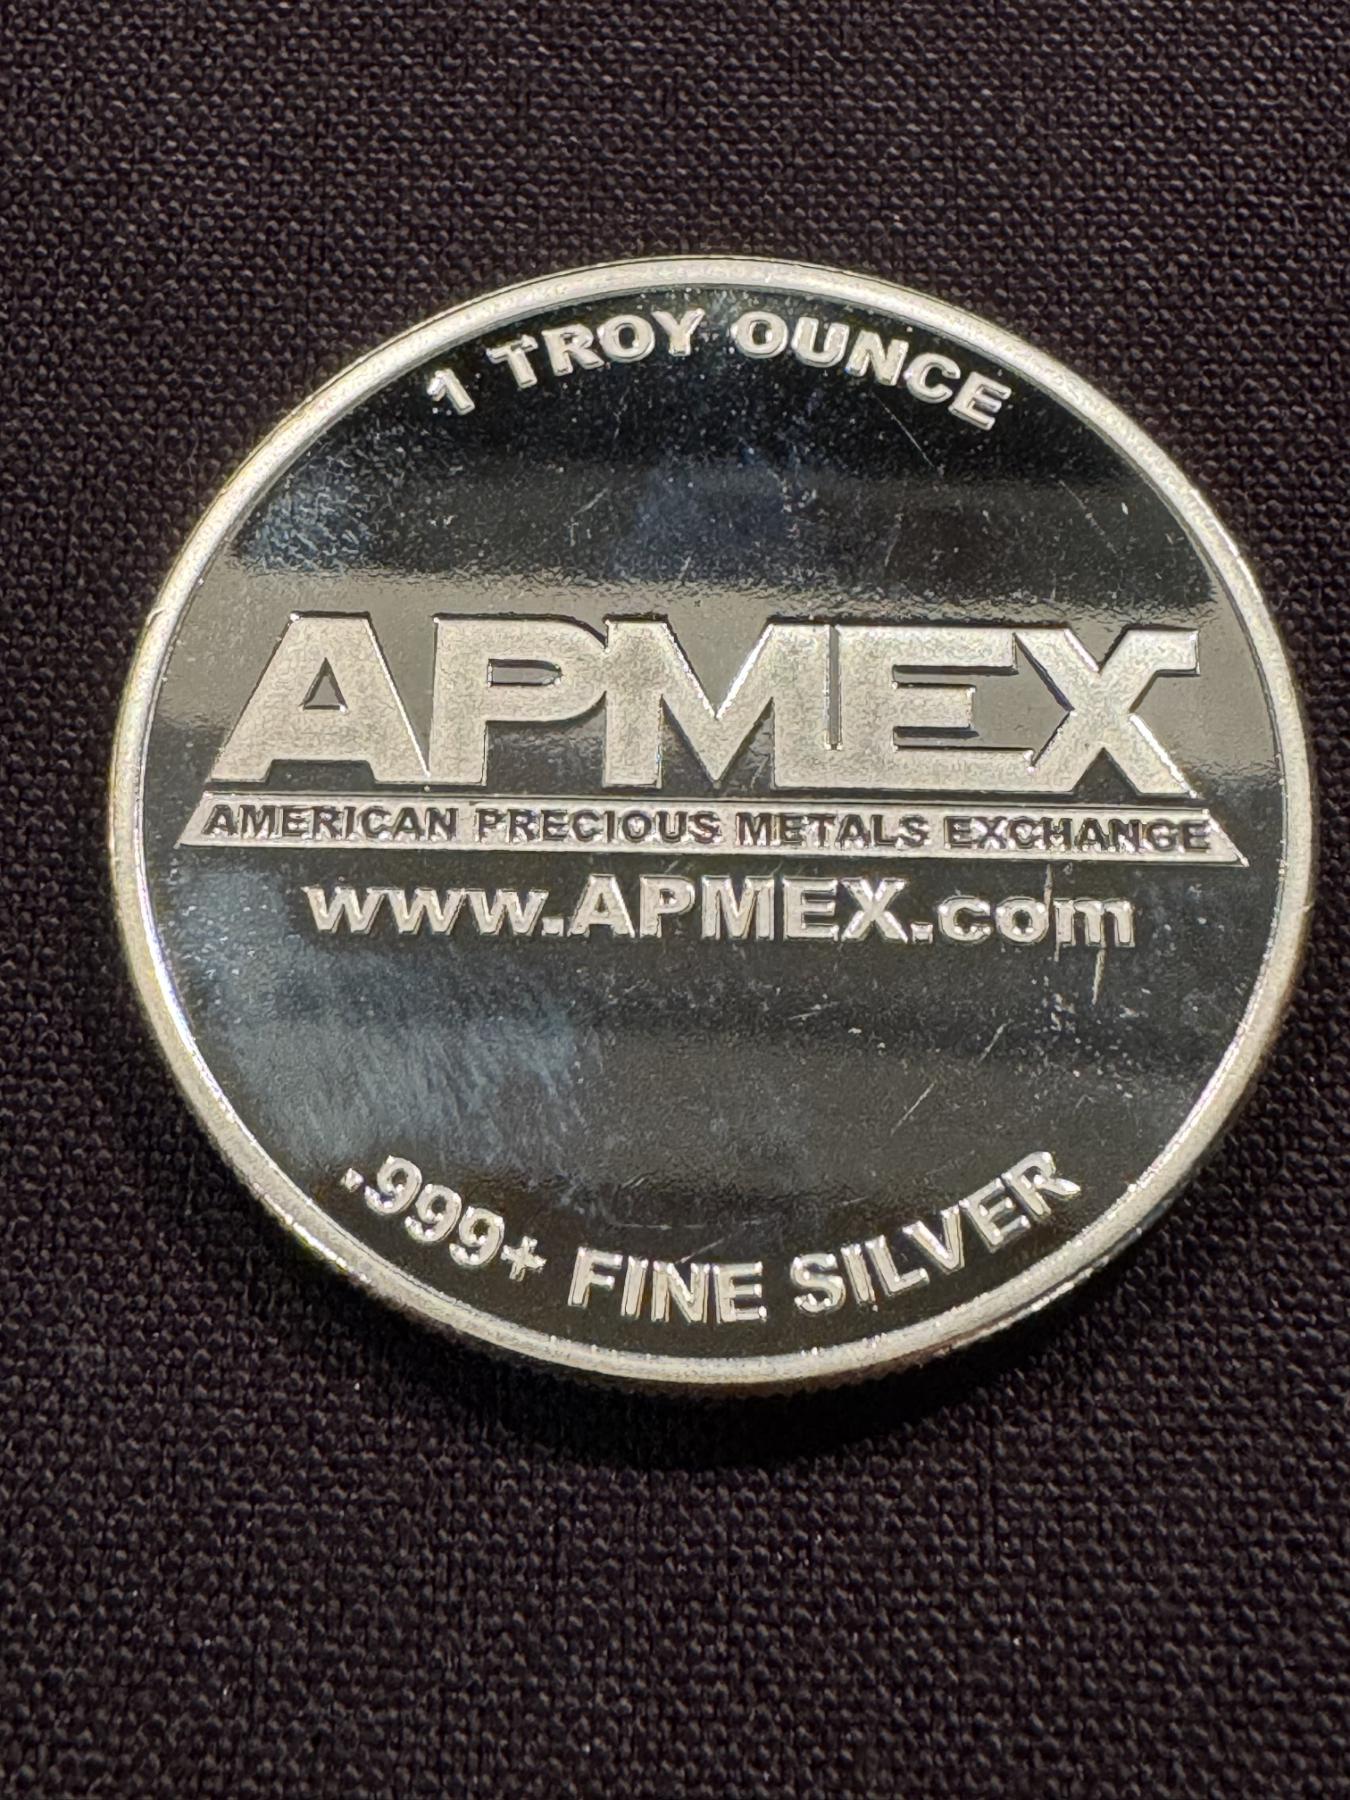 1 TROY OUNCE
APMEX
AMERICAN PRECIOUS METALS EXCHANGE
www.APMEX.com
.999+ FINE SILVER